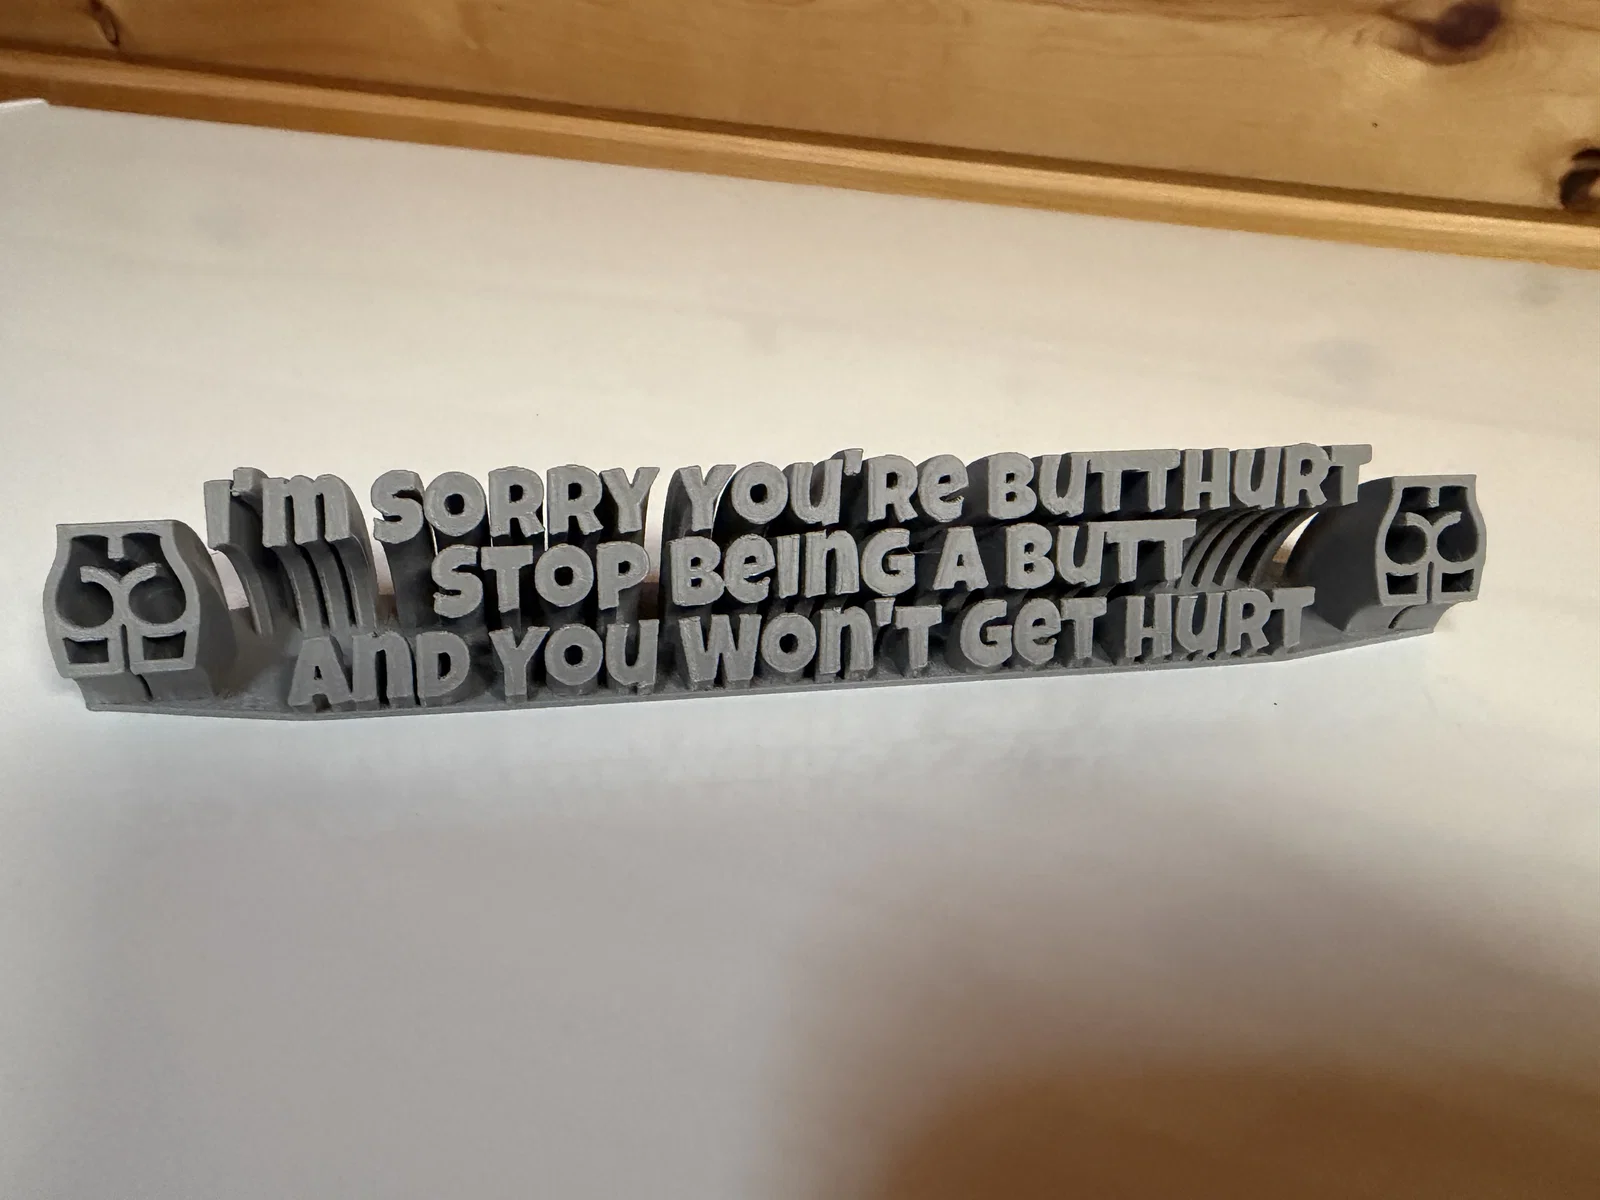 I'm SORRY YOU'Re BUTTHURT
STOP BeinG A BUTT
AnD YOU WOn'T GeT HURT